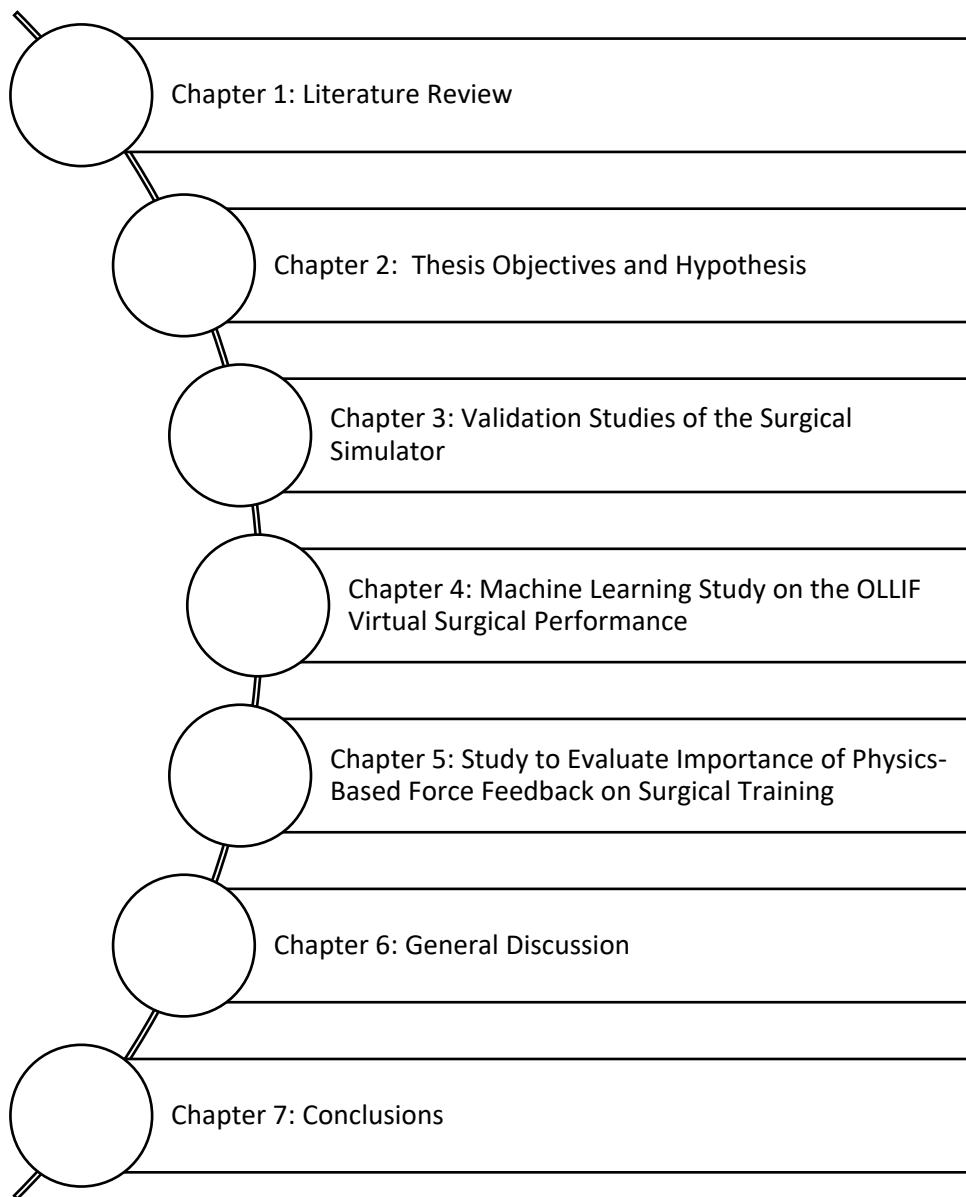 Chapter 1: Literature Review
Chapter 2:  Thesis Objectives and Hypothesis
Chapter 3: Validation Studies of the Surgical
Simulator
Chapter 4: Machine Learning Study on the OLLIF
Virtual Surgical Performance
Chapter 5: Study to Evaluate Importance of Physics-
Based Force Feedback on Surgical Training
Chapter 6: General Discussion
Chapter 7: Conclusions